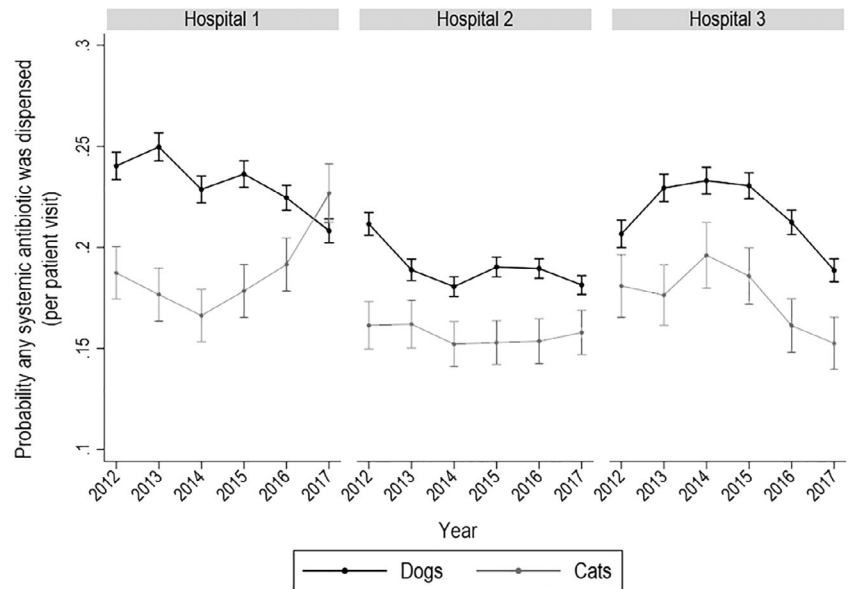 Hospital 1
Hospital 2
Hospital 3
Probability any systemic antibiotic was dispensed
(per patient visit)
.3
.25
.2
.15
.1
2012 2013 2014 2015 2016 2017
2012 2013 2014 2015 2016 2017
2012 2013 2014 2015 2016 2017
Year
Dogs Cats